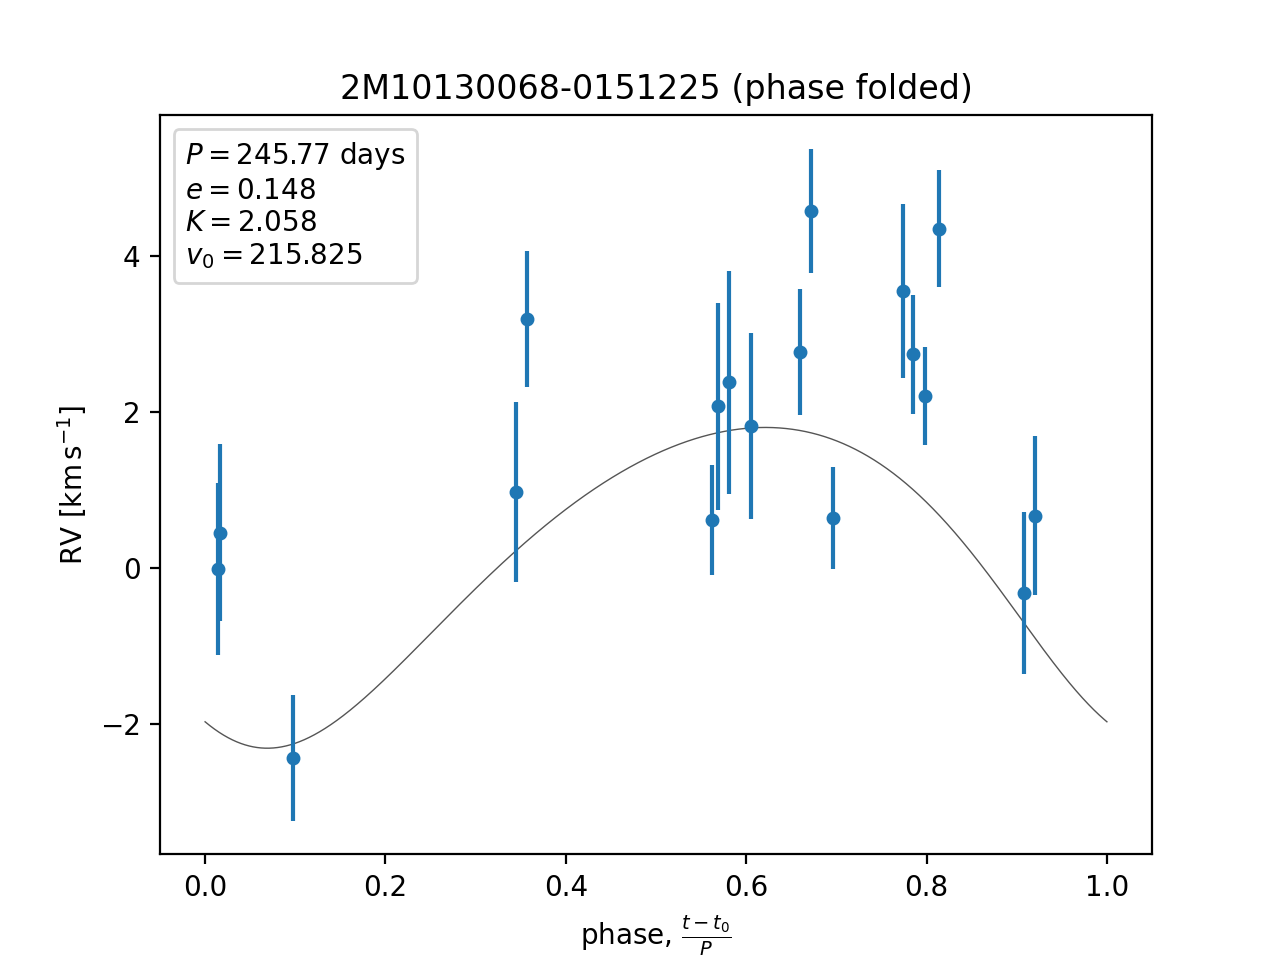 2M10130068-0151225 (phase folded)
P = 245.77 days
e = 0.148
K = 2.058
v₀ = 215.825
4
2
0
−2
RV [km s⁻¹]
0.0 0.2 0.4 0.6 0.8 1.0
phase, (t − t₀)/P